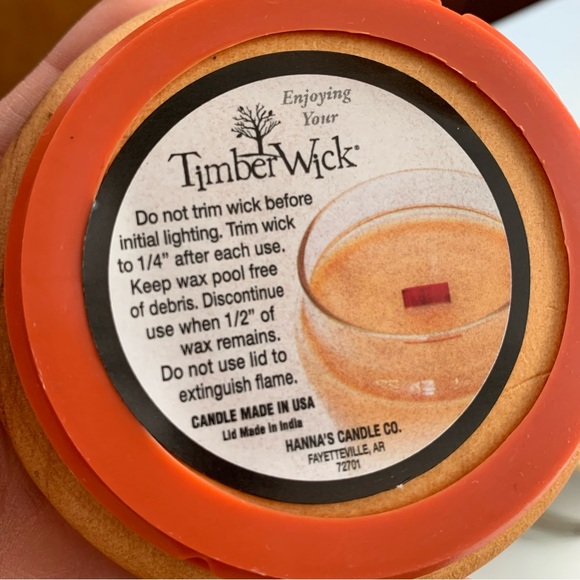 Enjoying
Your
TimberWick®
Do not trim wick before
initial lighting. Trim wick
to 1/4" after each use.
Keep wax pool free
of debris. Discontinue
use when 1/2" of
wax remains.
Do not use lid to
extinguish flame.
CANDLE MADE IN USA
Lid Made in India
HANNA'S CANDLE CO.
FAYETTEVILLE, AR
72701